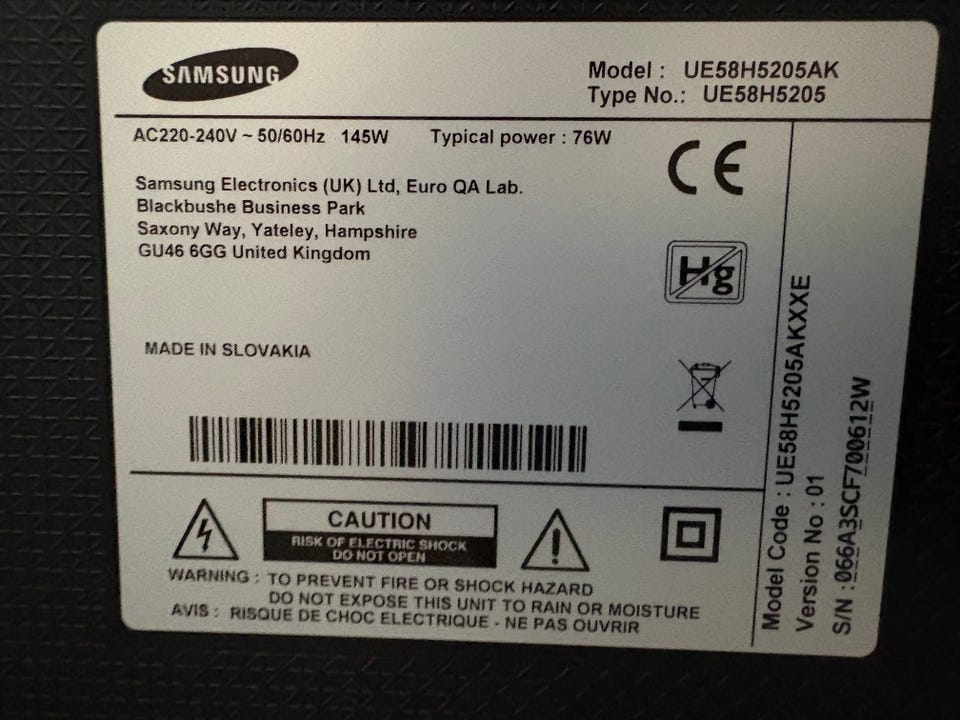 SAMSUNG
Model : UE58H5205AK
Type No.: UE58H5205
AC220-240V ~ 50/60Hz 145W Typical power : 76W
Samsung Electronics (UK) Ltd, Euro QA Lab.
Blackbushe Business Park
Saxony Way, Yateley, Hampshire
GU46 6GG United Kingdom
CE
Hg
MADE IN SLOVAKIA
CAUTION
RISK OF ELECTRIC SHOCK
DO NOT OPEN
WARNING : TO PREVENT FIRE OR SHOCK HAZARD
DO NOT EXPOSE THIS UNIT TO RAIN OR MOISTURE
AVIS : RISQUE DE CHOC ELECTRIQUE - NE PAS OUVRIR
Model Code : UE58H5205AKXXE
Version No : 01
S/N : 066A3SCF700612W